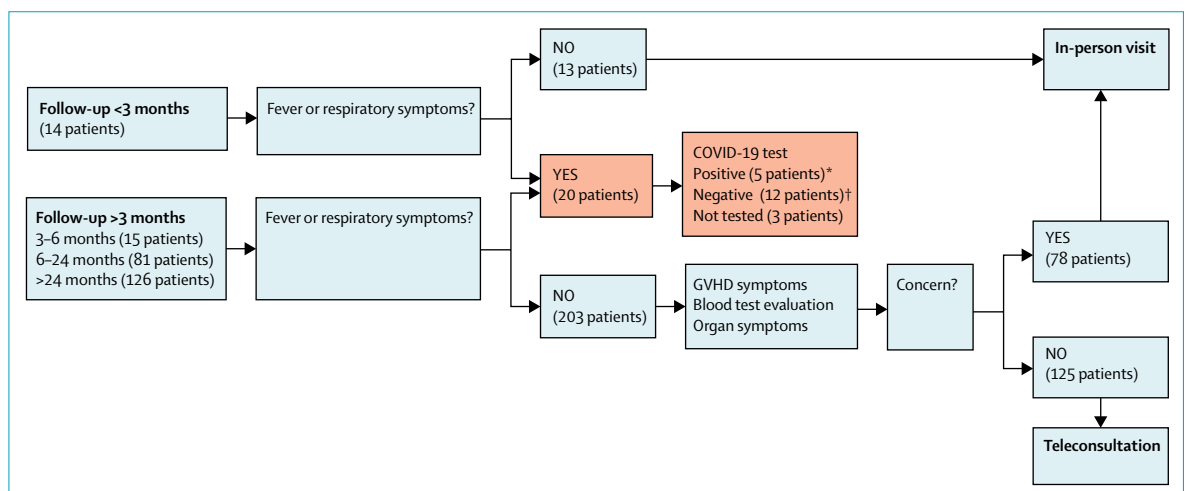 Follow-up <3 months
(14 patients)
Fever or respiratory symptoms?
NO
(13 patients)
In-person visit
YES
(20 patients)
COVID-19 test
Positive (5 patients)*
Negative (12 patients)†
Not tested (3 patients)
Follow-up >3 months
3–6 months (15 patients)
6–24 months (81 patients)
>24 months (126 patients)
Fever or respiratory symptoms?
NO
(203 patients)
GVHD symptoms
Blood test evaluation
Organ symptoms
Concern?
YES
(78 patients)
NO
(125 patients)
Teleconsultation